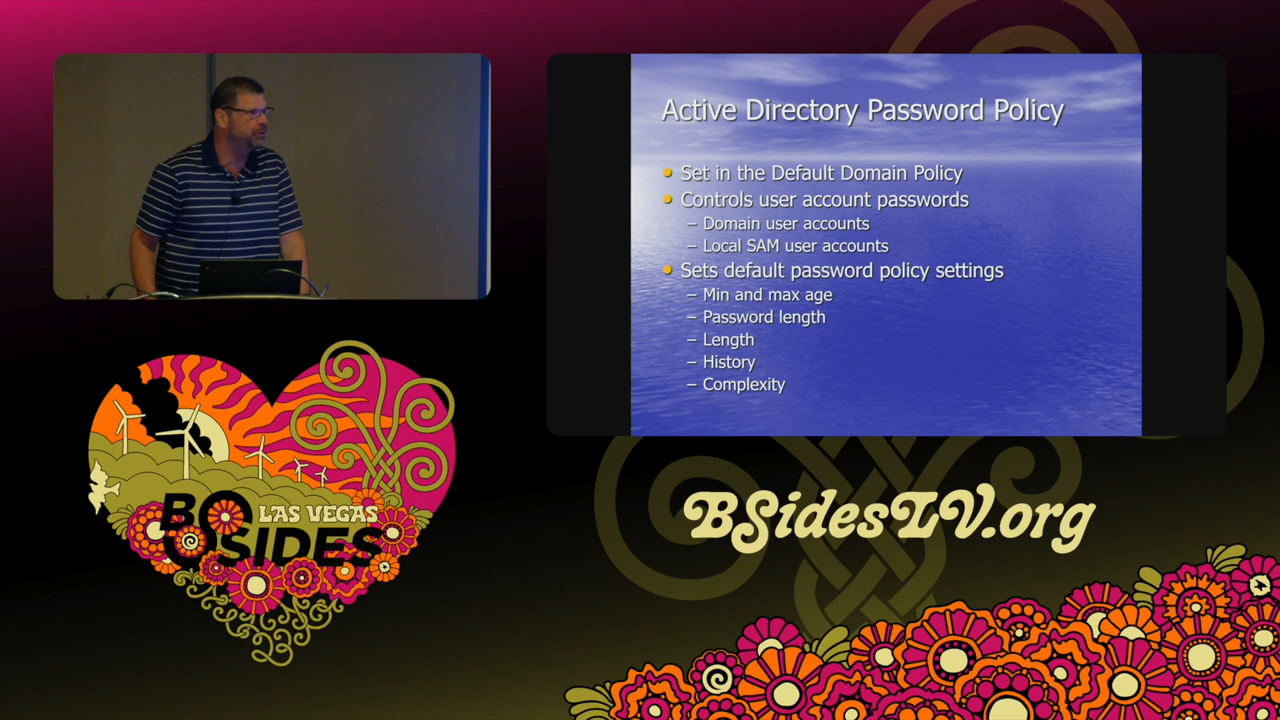 Active Directory Password Policy
• Set in the Default Domain Policy
• Controls user account passwords
– Domain user accounts
– Local SAM user accounts
• Sets default password policy settings
– Min and max age
– Password length
– Length
– History
– Complexity
BSIDES
LAS VEGAS
BSidesLV.org